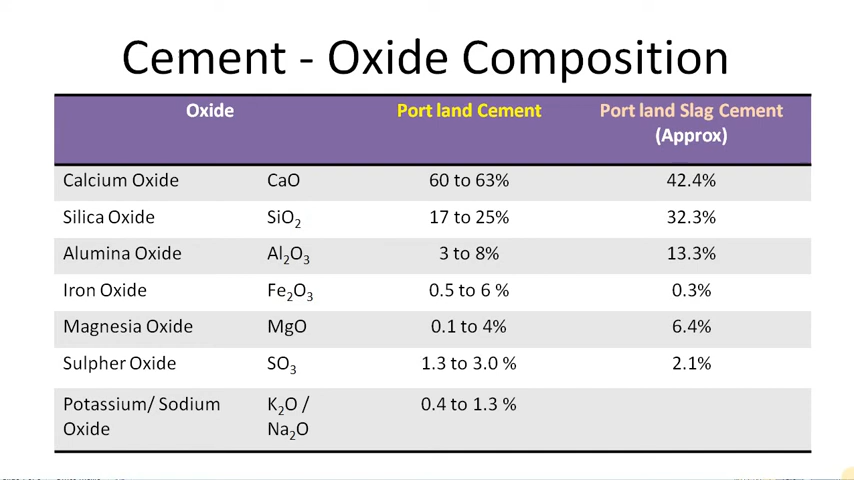 Cement - Oxide Composition
Oxide Port land Cement Port land Slag Cement
(Approx)
Calcium Oxide CaO 60 to 63% 42.4%
Silica Oxide SiO₂ 17 to 25% 32.3%
Alumina Oxide Al₂O₃ 3 to 8% 13.3%
Iron Oxide Fe₂O₃ 0.5 to 6 % 0.3%
Magnesia Oxide MgO 0.1 to 4% 6.4%
Sulpher Oxide SO₃ 1.3 to 3.0 % 2.1%
Potassium/ Sodium K₂O / 0.4 to 1.3 %
Oxide Na₂O